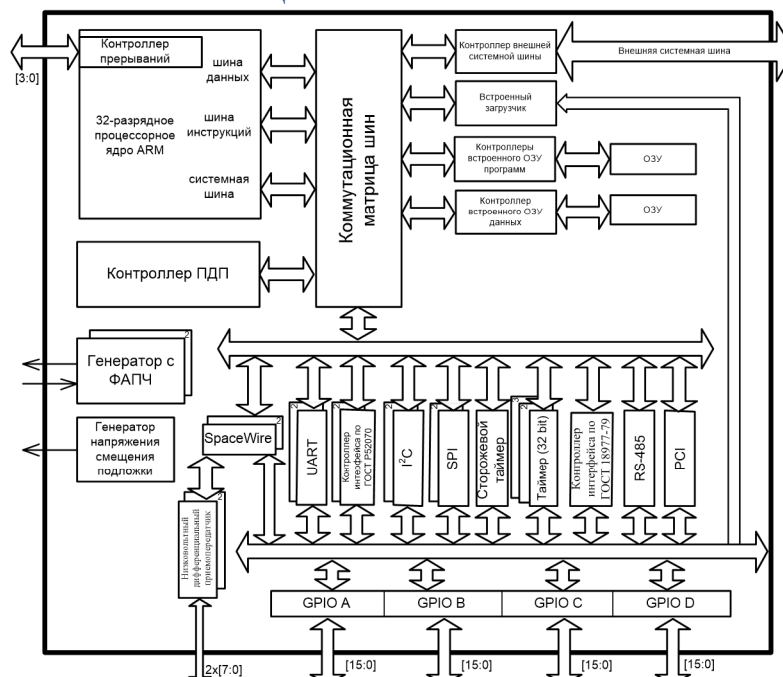 Контроллер
прерываний
[3:0]
шина
данных
32-разрядное
процессорное
ядро ARM
шина
инструкций
системная
шина
Коммутационная
матрица шин
Контроллер внешней
системной шины
Внешняя системная шина
Встроенный
загрузчик
Контроллеры
встроенного ОЗУ
программ
ОЗУ
Контроллер
встроенного ОЗУ
данных
ОЗУ
Контроллер ПДП
2
Генератор с
ФАПЧ
Генератор
напряжения
смещения
подложки
2
SpaceWire
2
Низковольтный
дифференциальный
приемопередатчик
2
UART
2
Контроллер
интерфейса по
ГОСТ Р52070
2
I²C
2
SPI
Сторожевой
таймер
3
2
Таймер (32 bit)
Контроллер
интерфейса по
ГОСТ 18977-79
RS-485
PCI
GPIO A
GPIO B
GPIO C
GPIO D
2x[7:0]
[15:0]
[15:0]
[15:0]
[15:0]